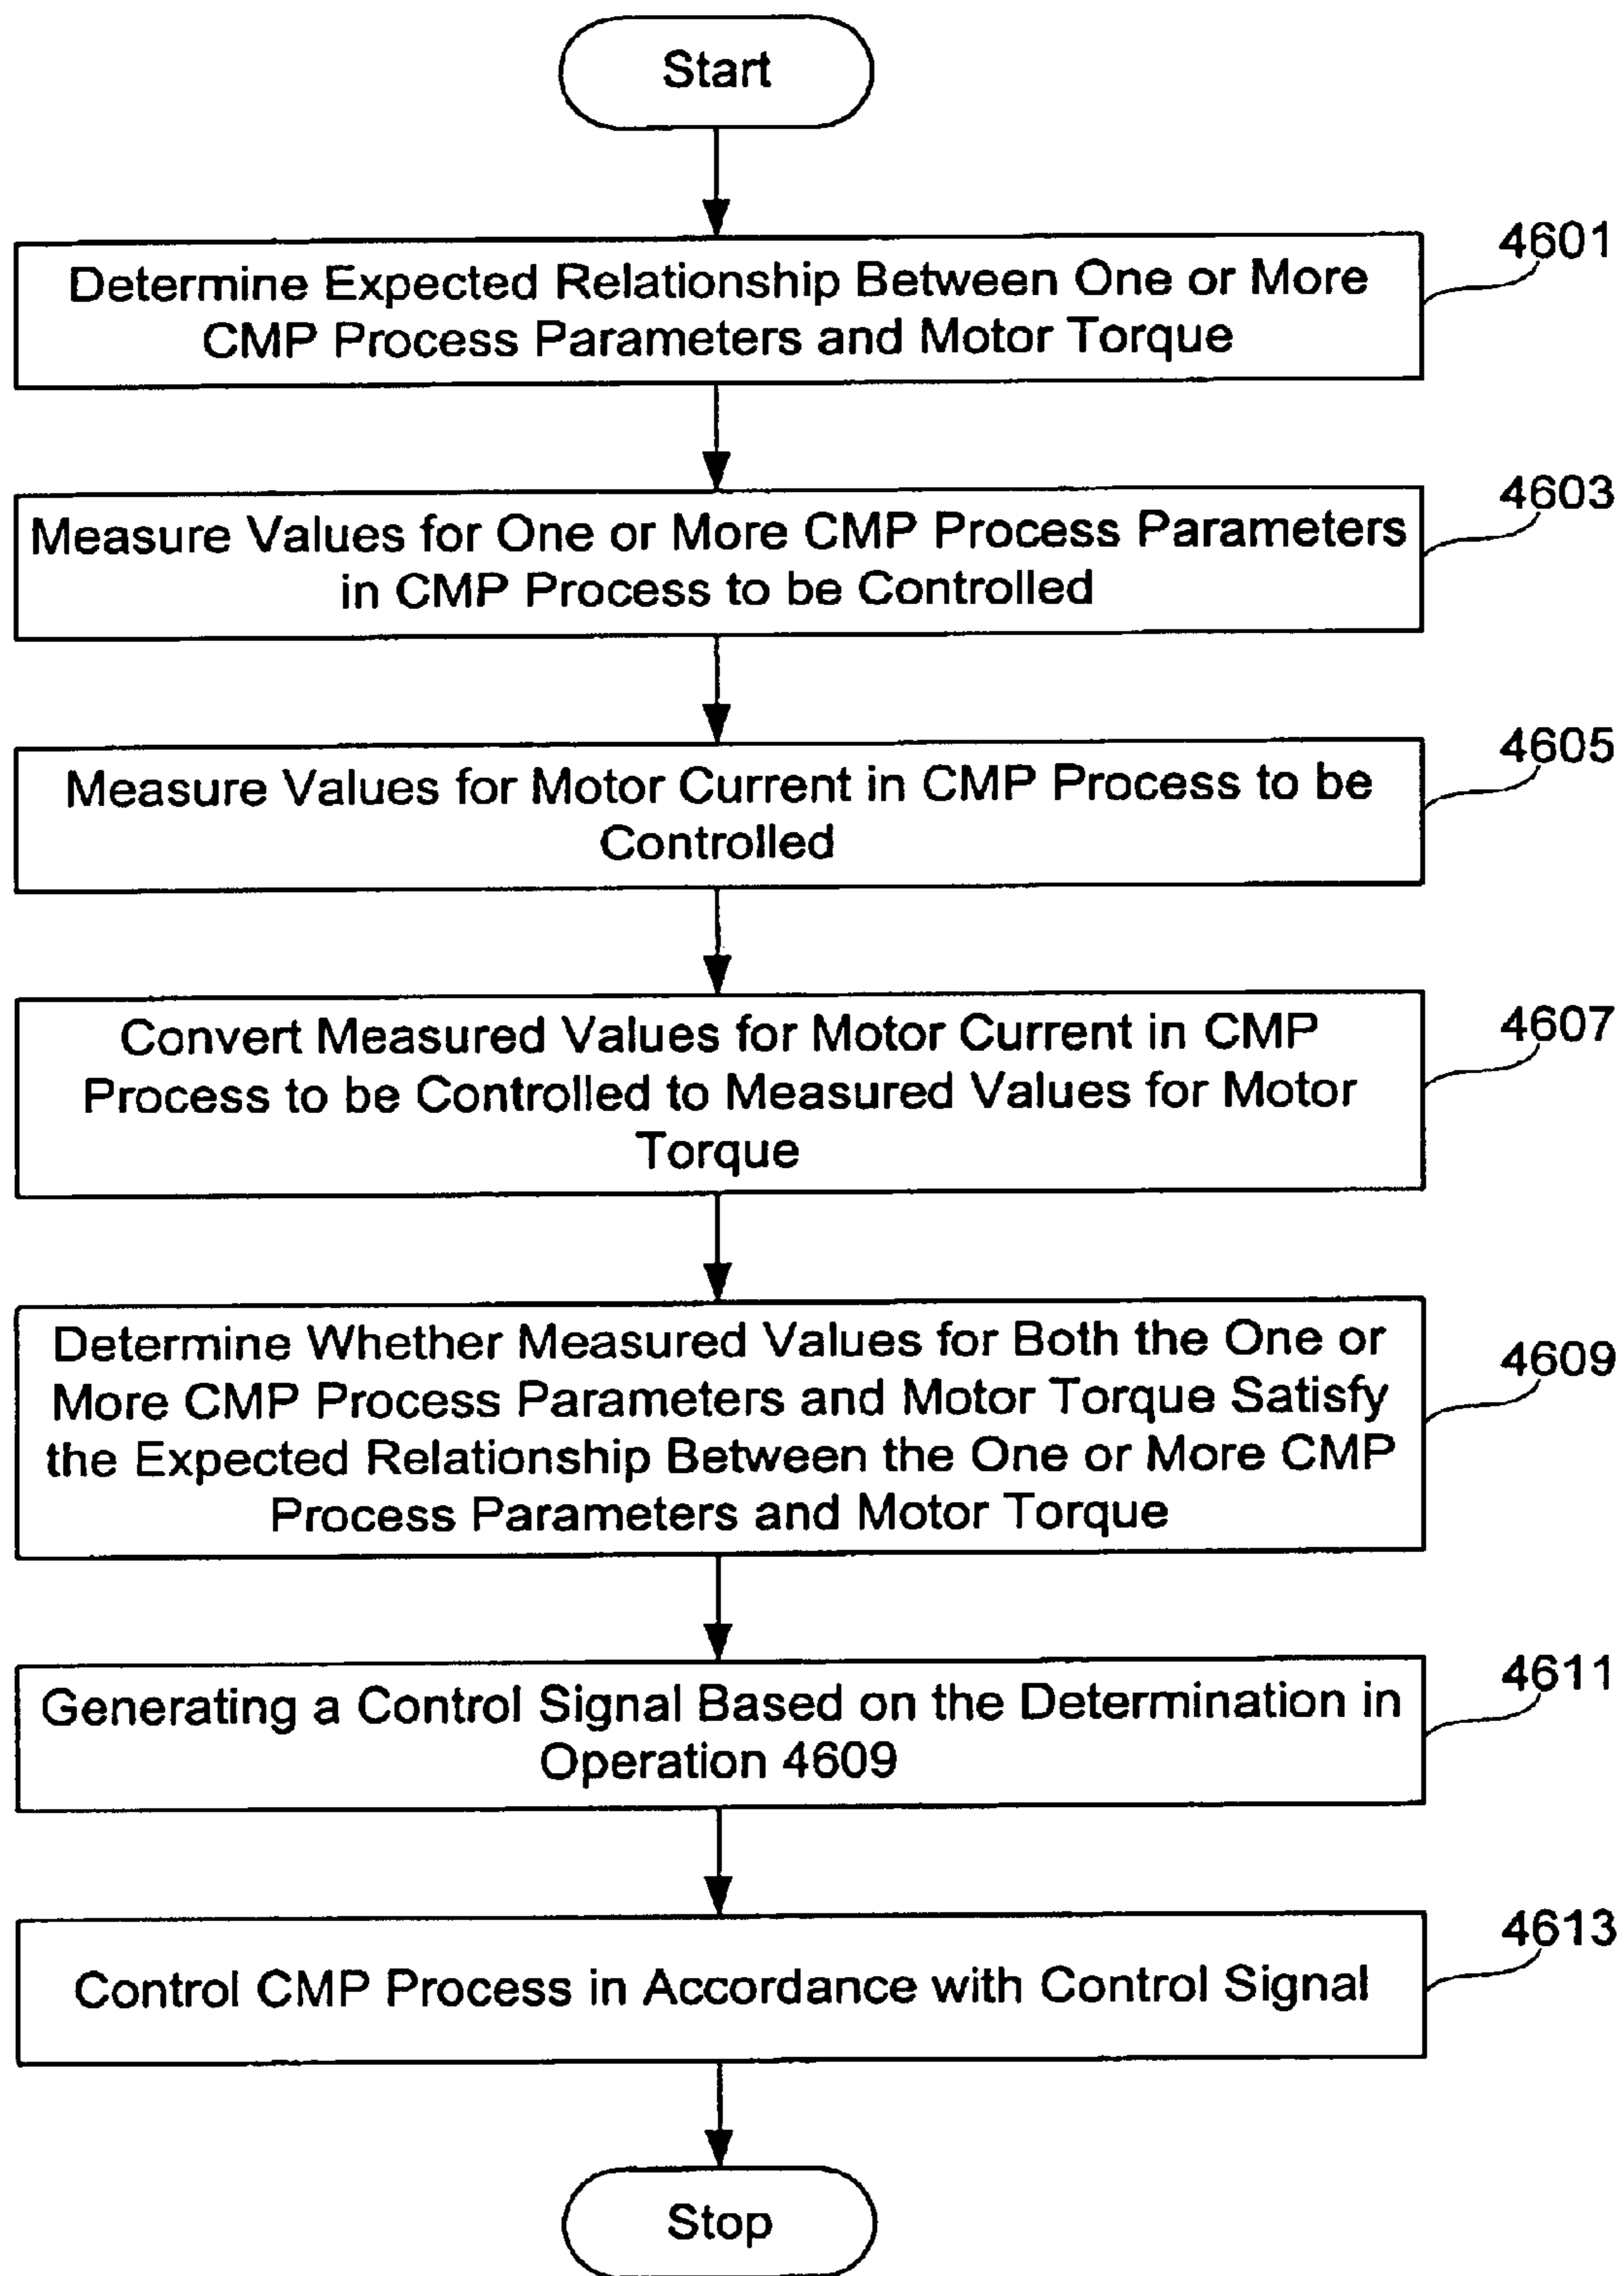 Start
4601
Determine Expected Relationship Between One or More
CMP Process Parameters and Motor Torque
4603
Measure Values for One or More CMP Process Parameters
in CMP Process to be Controlled
4605
Measure Values for Motor Current in CMP Process to be
Controlled
4607
Convert Measured Values for Motor Current in CMP
Process to be Controlled to Measured Values for Motor
Torque
4609
Determine Whether Measured Values for Both the One or
More CMP Process Parameters and Motor Torque Satisfy
the Expected Relationship Between the One or More CMP
Process Parameters and Motor Torque
4611
Generating a Control Signal Based on the Determination in
Operation 4609
4613
Control CMP Process in Accordance with Control Signal
Stop